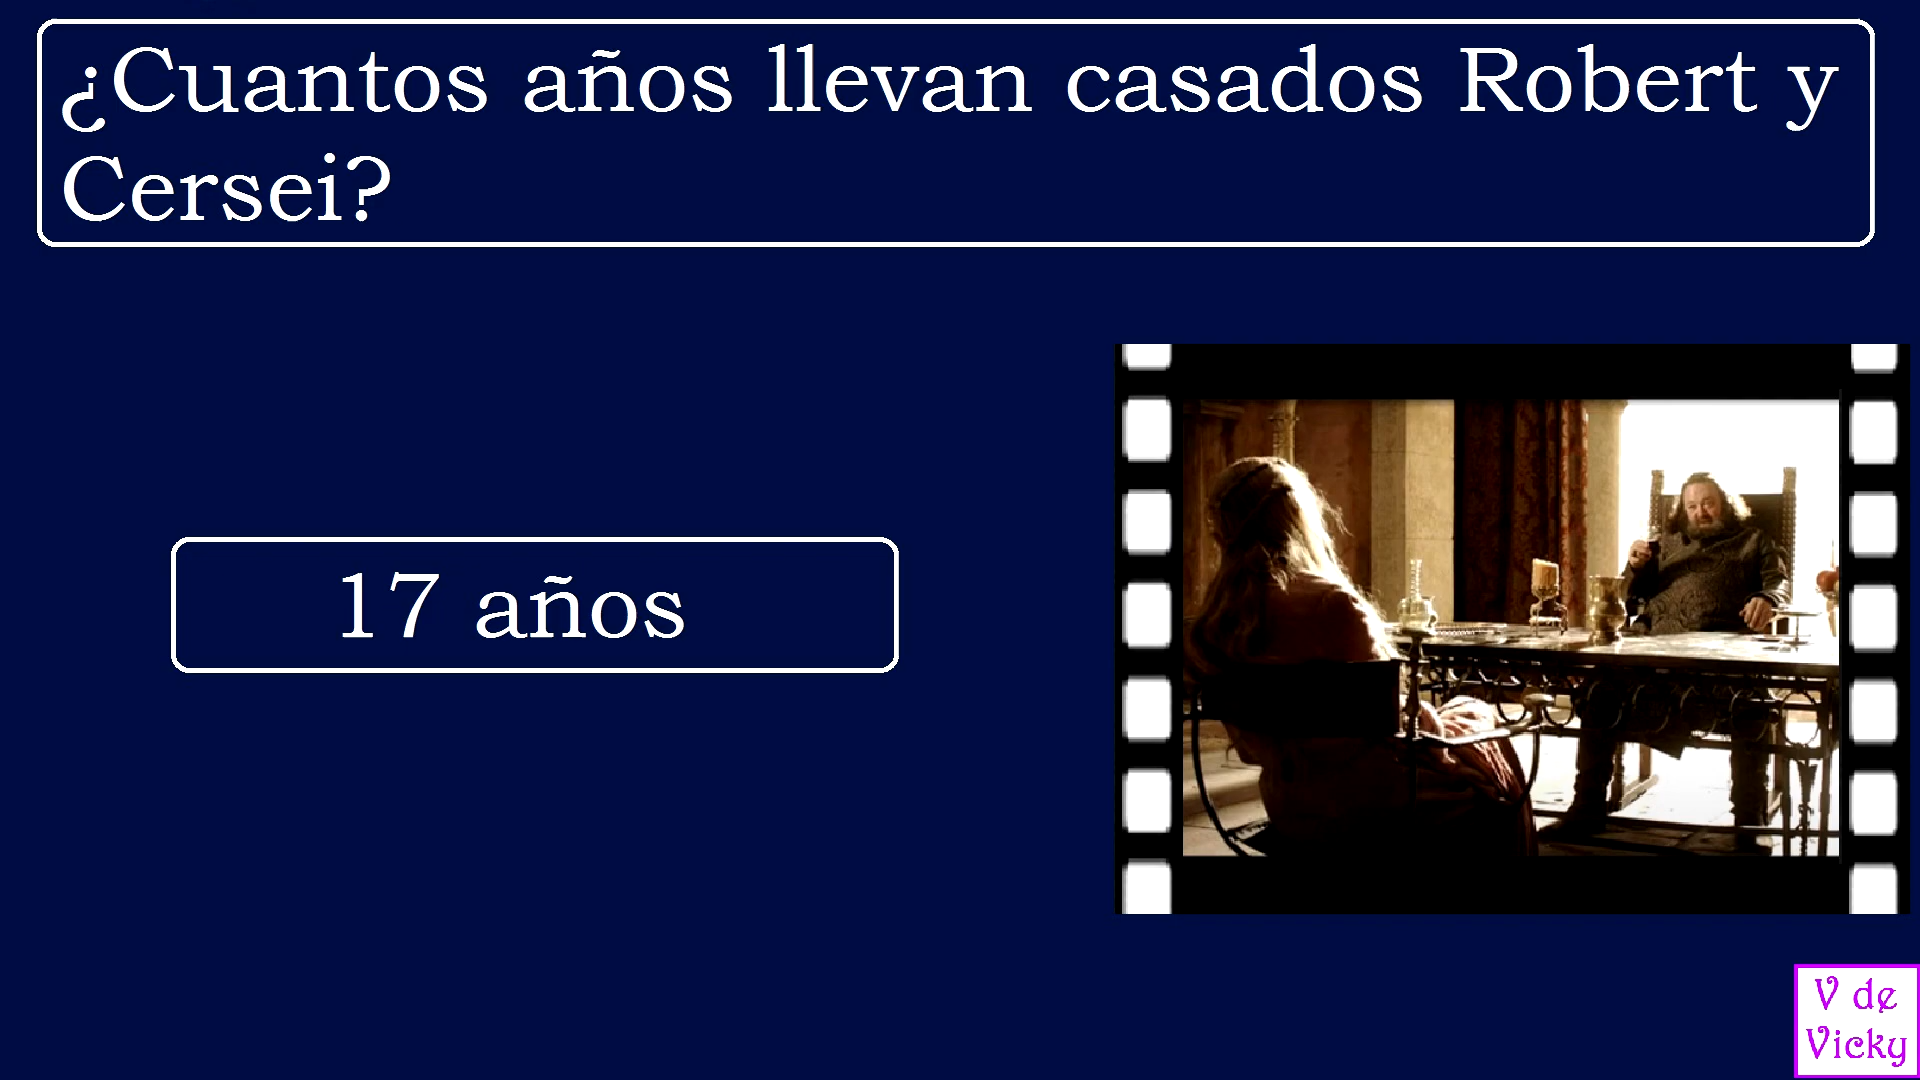 ¿Cuantos años llevan casados Robert y
Cersei?
17 años
V de
Vicky